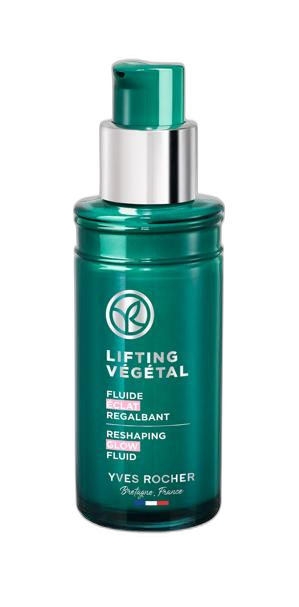 LIFTING
VÉGÉTAL
FLUIDE
ÉCLAT
REGALBANT
RESHAPING
GLOW
FLUID
YVES ROCHER
Bretagne, France